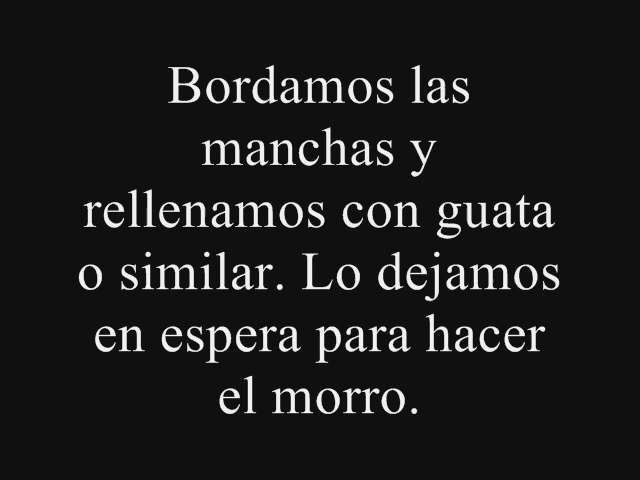 Bordamos las
manchas y
rellenamos con guata
o similar. Lo dejamos
en espera para hacer
el morro.